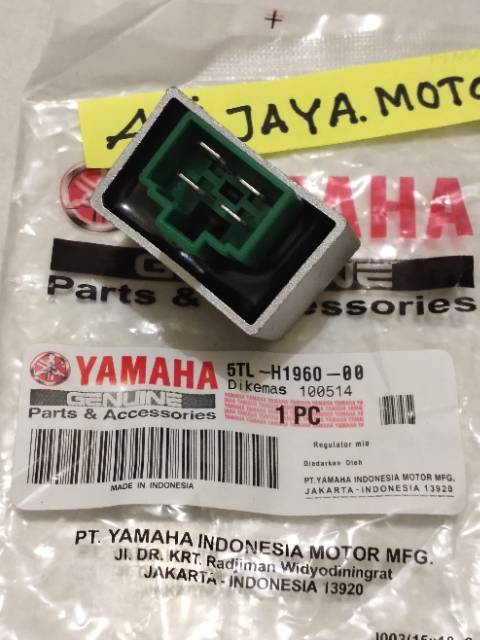 JAYA. MOTO
YAMAHA
GENUINE
Parts & Accessories
YAMAHA
GENUINE
Parts & Accessories
5TL-H1960-00
Dikemas 100514
1 PC
Regulator mio
Diedarkan Oleh
PT.YAMAHA INDONESIA MOTOR MFG.
JAKARTA-INDONESIA 13920
MADE IN INDONESIA
PT. YAMAHA INDONESIA MOTOR MFG.
Jl. DR. KRT. Radjiman Widyodiningrat
JAKARTA - INDONESIA 13920